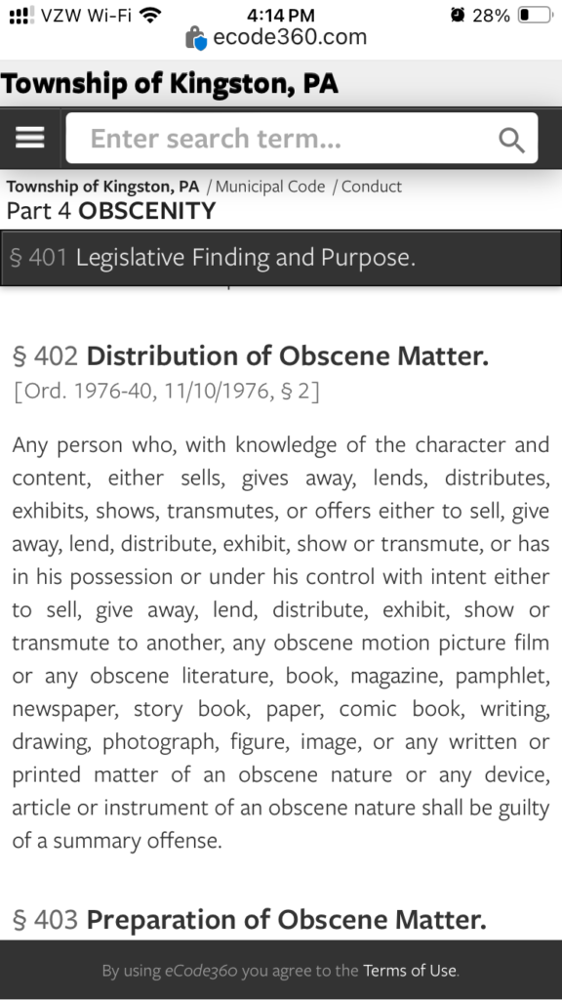 VZW Wi-Fi 4:14 PM 28%
ecode360.com
Township of Kingston, PA
Enter search term...
Township of Kingston, PA / Municipal Code / Conduct
Part 4 OBSCENITY
§ 401 Legislative Finding and Purpose.
§ 402 Distribution of Obscene Matter.
[Ord. 1976-40, 11/10/1976, § 2]
Any person who, with knowledge of the character and
content, either sells, gives away, lends, distributes,
exhibits, shows, transmutes, or offers either to sell, give
away, lend, distribute, exhibit, show or transmute, or has
in his possession or under his control with intent either
to sell, give away, lend, distribute, exhibit, show or
transmute to another, any obscene motion picture film
or any obscene literature, book, magazine, pamphlet,
newspaper, story book, paper, comic book, writing,
drawing, photograph, figure, image, or any written or
printed matter of an obscene nature or any device,
article or instrument of an obscene nature shall be guilty
of a summary offense.
§ 403 Preparation of Obscene Matter.
By using eCode360 you agree to the Terms of Use.